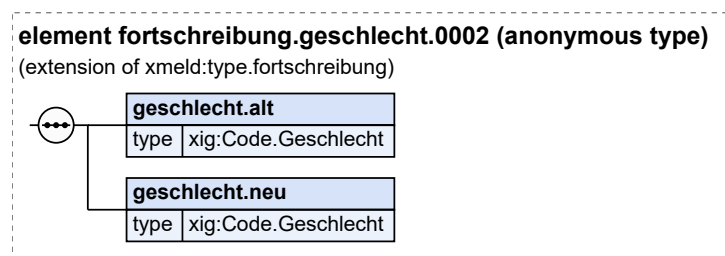 element fortschreibung.geschlecht.0002 (anonymous type)
(extension of xmeld:type.fortschreibung)
geschlecht.alt
type xig:Code.Geschlecht
geschlecht.neu
type xig:Code.Geschlecht